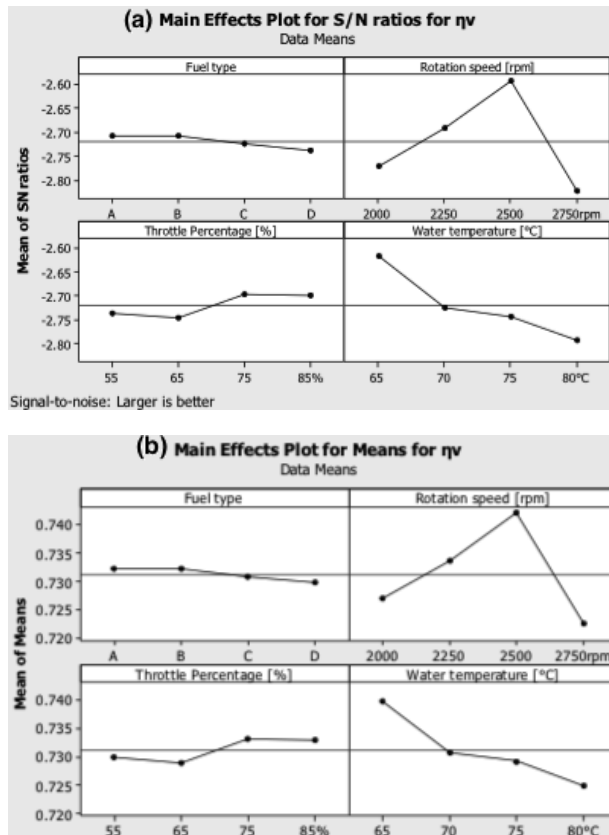 (a) Main Effects Plot for S/N ratios for ηv
Data Means
Fuel type Rotation speed [rpm]
-2.60
-2.65
-2.70
-2.75
-2.80
A B C D 2000 2250 2500 2750rpm
Throttle Percentage [%] Water temperature [°C]
-2.60
-2.65
-2.70
-2.75
-2.80
55 65 75 85% 65 70 75 80°C
Mean of SN ratios
Signal-to-noise: Larger is better
(b) Main Effects Plot for Means for ηv
Data Means
Fuel type Rotation speed [rpm]
0.740
0.735
0.730
0.725
0.720
A B C D 2000 2250 2500 2750rpm
Throttle Percentage [%] Water temperature [°C]
0.740
0.735
0.730
0.725
0.720
55 65 75 85% 65 70 75 80°C
Mean of Means